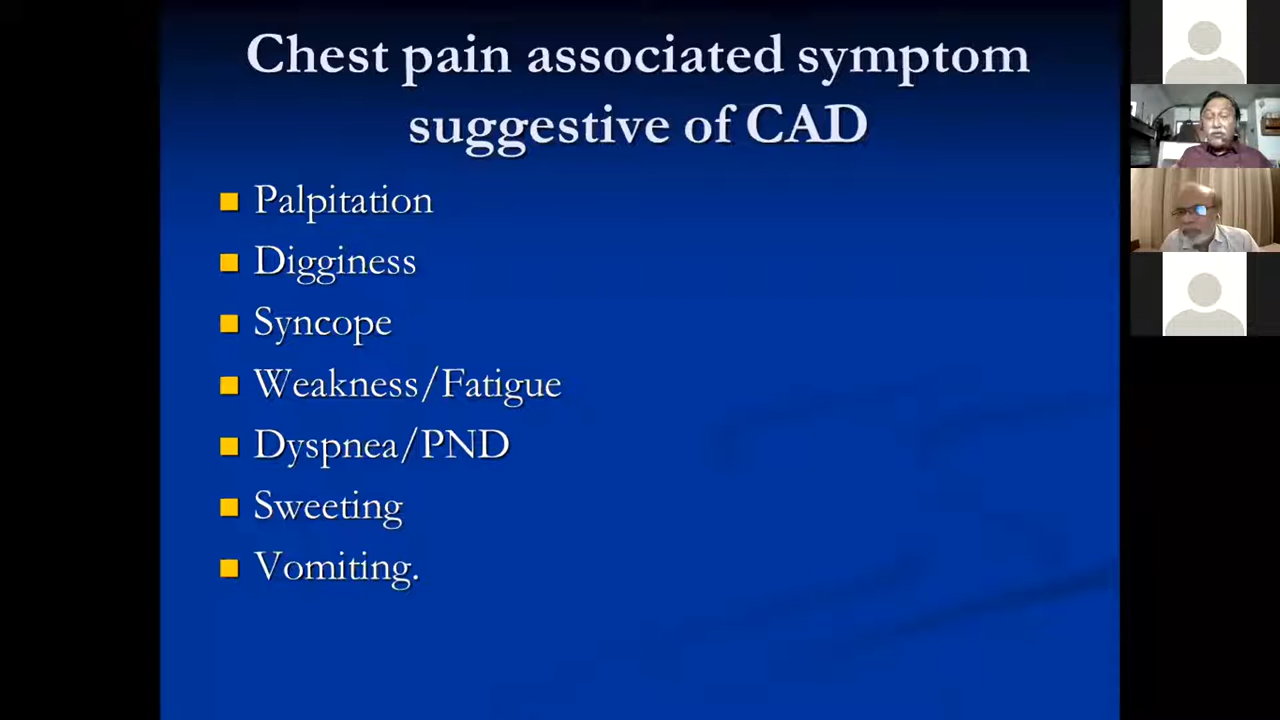 Chest pain associated symptom
suggestive of CAD
Palpitation
Digginess
Syncope
Weakness/Fatigue
Dyspnea/PND
Sweeting
Vomiting.